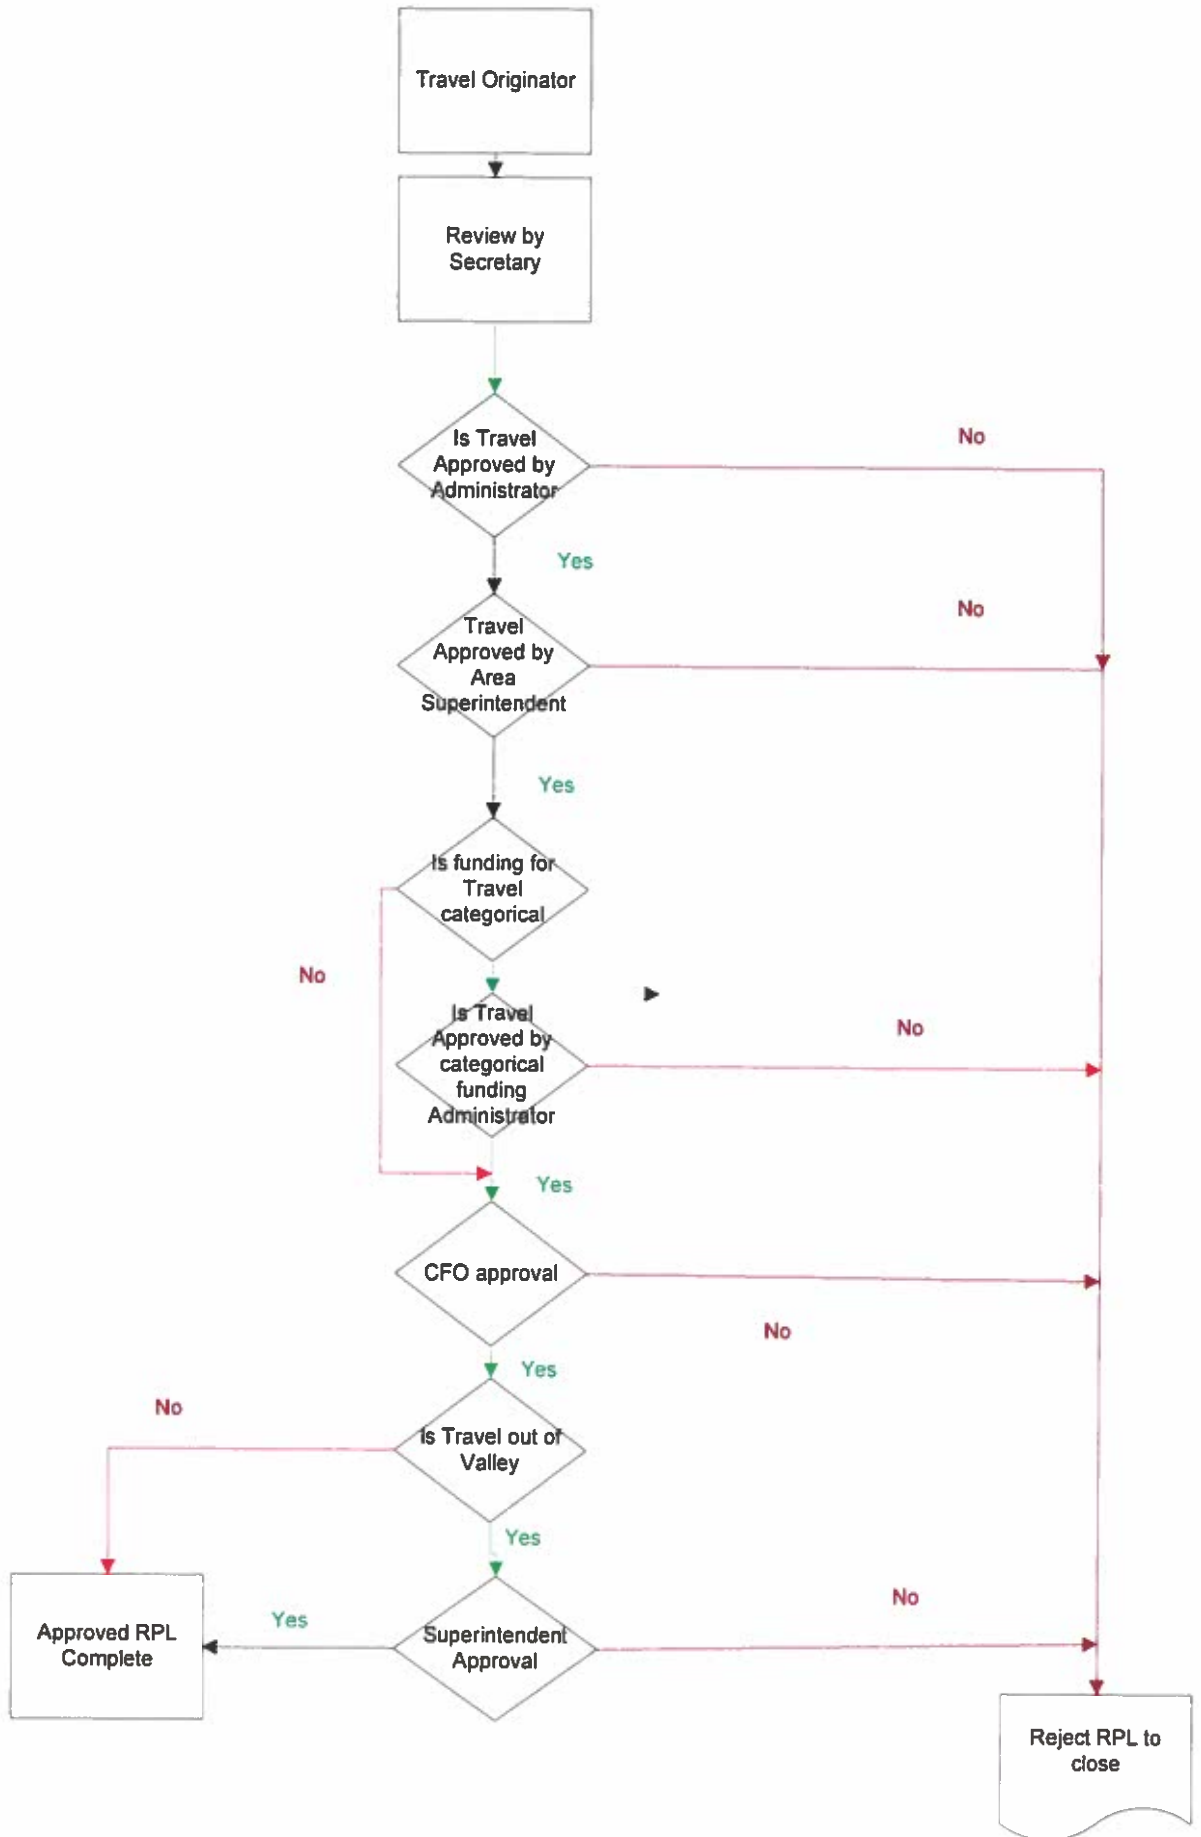 Travel Originator
Review by
Secretary
Is Travel
Approved by
Administrator
No
Yes
Travel
Approved by
Area
Superintendent
No
Yes
Is funding for
Travel
categorical
No
Is Travel
Approved by
categorical
funding
Administrator
No
Yes
CFO approval
No
Yes
Is Travel out of
Valley
No
Yes
Superintendent
Approval
No
Yes
Approved RPL
Complete
Reject RPL to
close